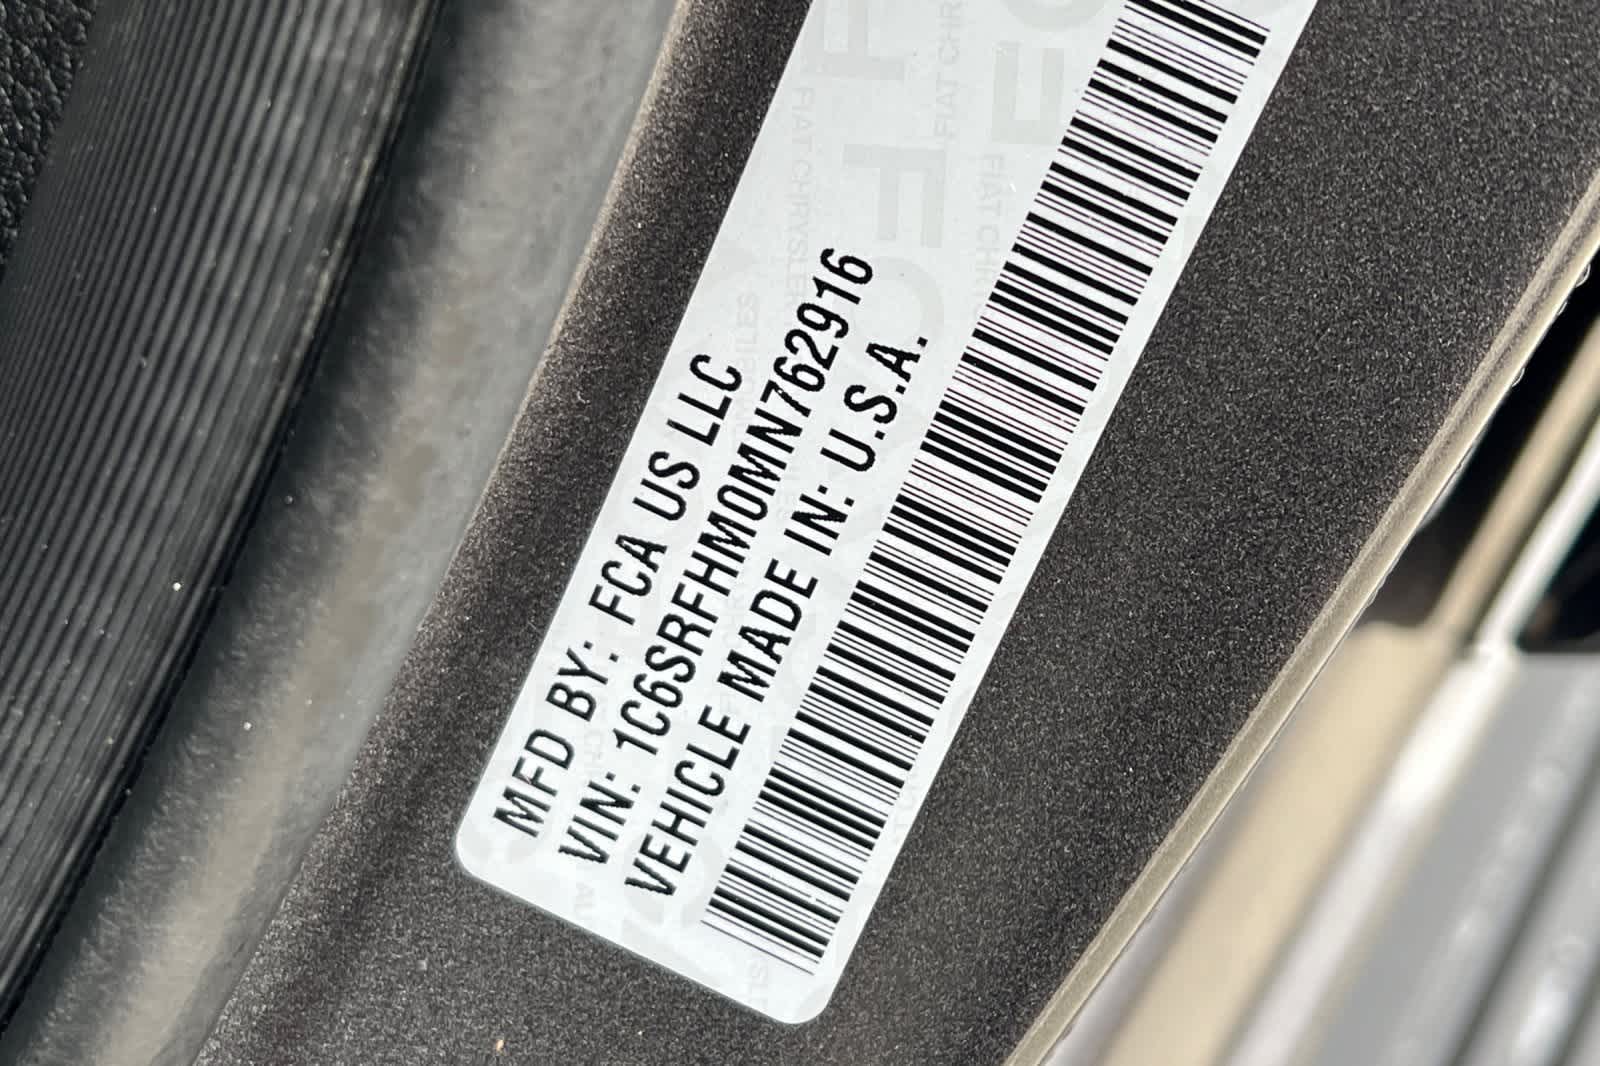 MFD BY: FCA US LLC
VIN: 1C6SRFHM0MN762916
VEHICLE MADE IN: U.S.A.